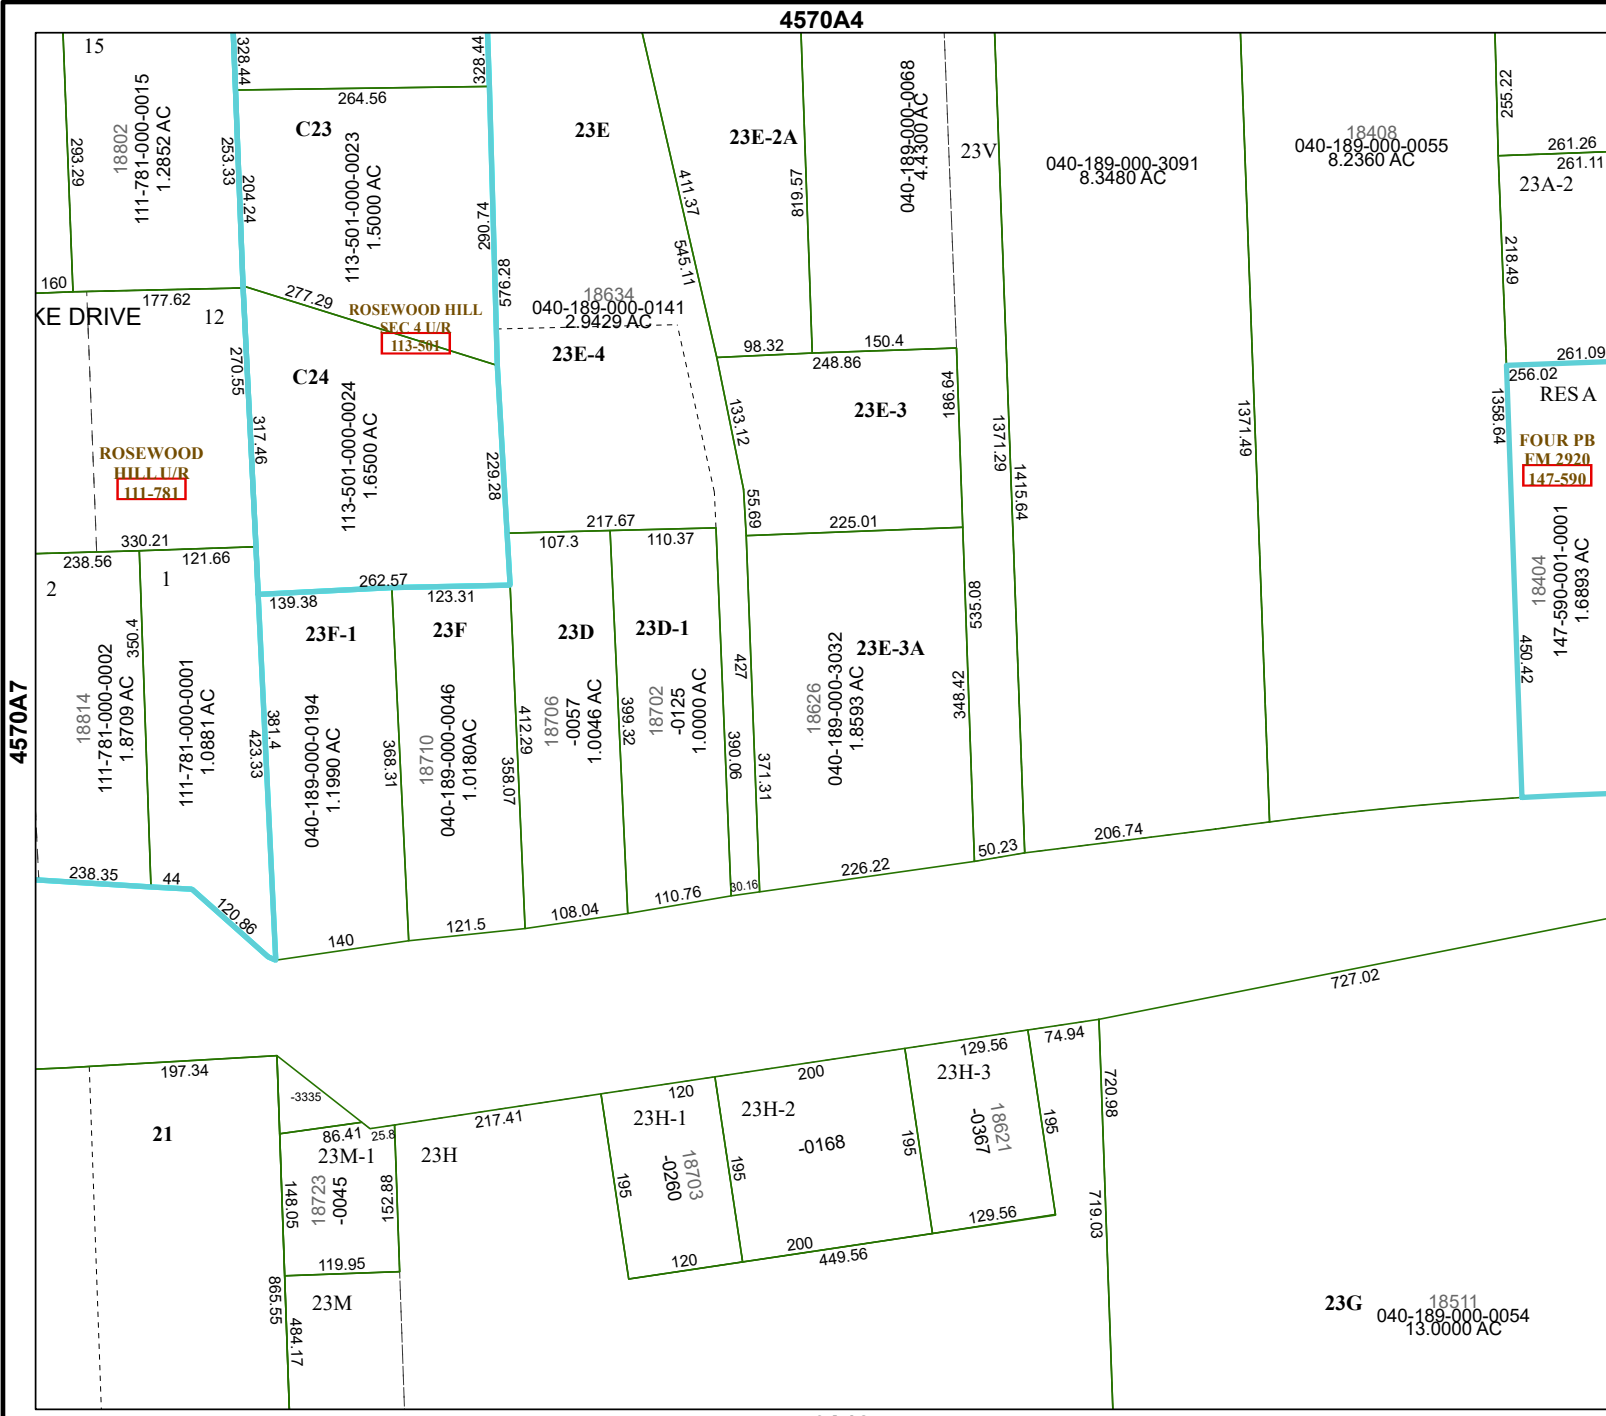 4570A4
15
18802
111-781-000-0015
1.2852 AC
293.29
328.44
253.33
204.24
264.56
328.44
C23
113-501-000-0023
1.5000 AC
290.74
576.28
23E
411.37
545.11
23E-2A
819.57
040-189-000-0068
4.4300 AC
23V
040-189-000-3091
8.3480 AC
18408
040-189-000-0055
8.2360 AC
255.22
261.26
261.11
23A-2
218.49
160
177.62
KE DRIVE
12
277.29
ROSEWOOD HILL
SEC 4 U/R
113-501
18634
040-189-000-0141
2.9429 AC
23E-4
98.32
150.4
248.86
186.64
23E-3
133.12
55.69
225.01
1371.29
1415.64
1371.49
261.09
256.02
RES A
1358.64
FOUR PB
FM 2920
147-590
18404
147-590-001-0001
1.6893 AC
450.42
270.55
317.46
C24
113-501-000-0024
1.6500 AC
229.28
ROSEWOOD
HILL U/R
111-781
330.21
238.56
121.66
2
1
262.57
139.38
123.31
217.67
107.3
110.37
4570A7
18814
111-781-000-0002
1.8709 AC
350.4
111-781-000-0001
1.0881 AC
381.4
423.33
23F-1
040-189-000-0194
1.1990 AC
368.31
23F
18710
040-189-000-0046
1.0180AC
412.29
358.07
23D
18706
-0057
1.0046 AC
399.32
23D-1
18702
-0125
1.0000 AC
427
390.06
371.31
18626
040-189-000-3032
1.8593 AC
23E-3A
535.08
348.42
238.35
44
120.86
140
121.5
108.04
110.76
30.16
226.22
50.23
206.74
727.02
197.34
-3335
21
86.41
25.8
23M-1
18723
-0045
148.05
152.88
119.95
23M
865.55
484.17
23H
217.41
120
23H-1
18703
-0260
195
120
200
23H-2
-0168
195
200
449.56
129.56
23H-3
18621
-0367
195
195
129.56
74.94
720.98
719.03
23G
18511
040-189-000-0054
13.0000 AC